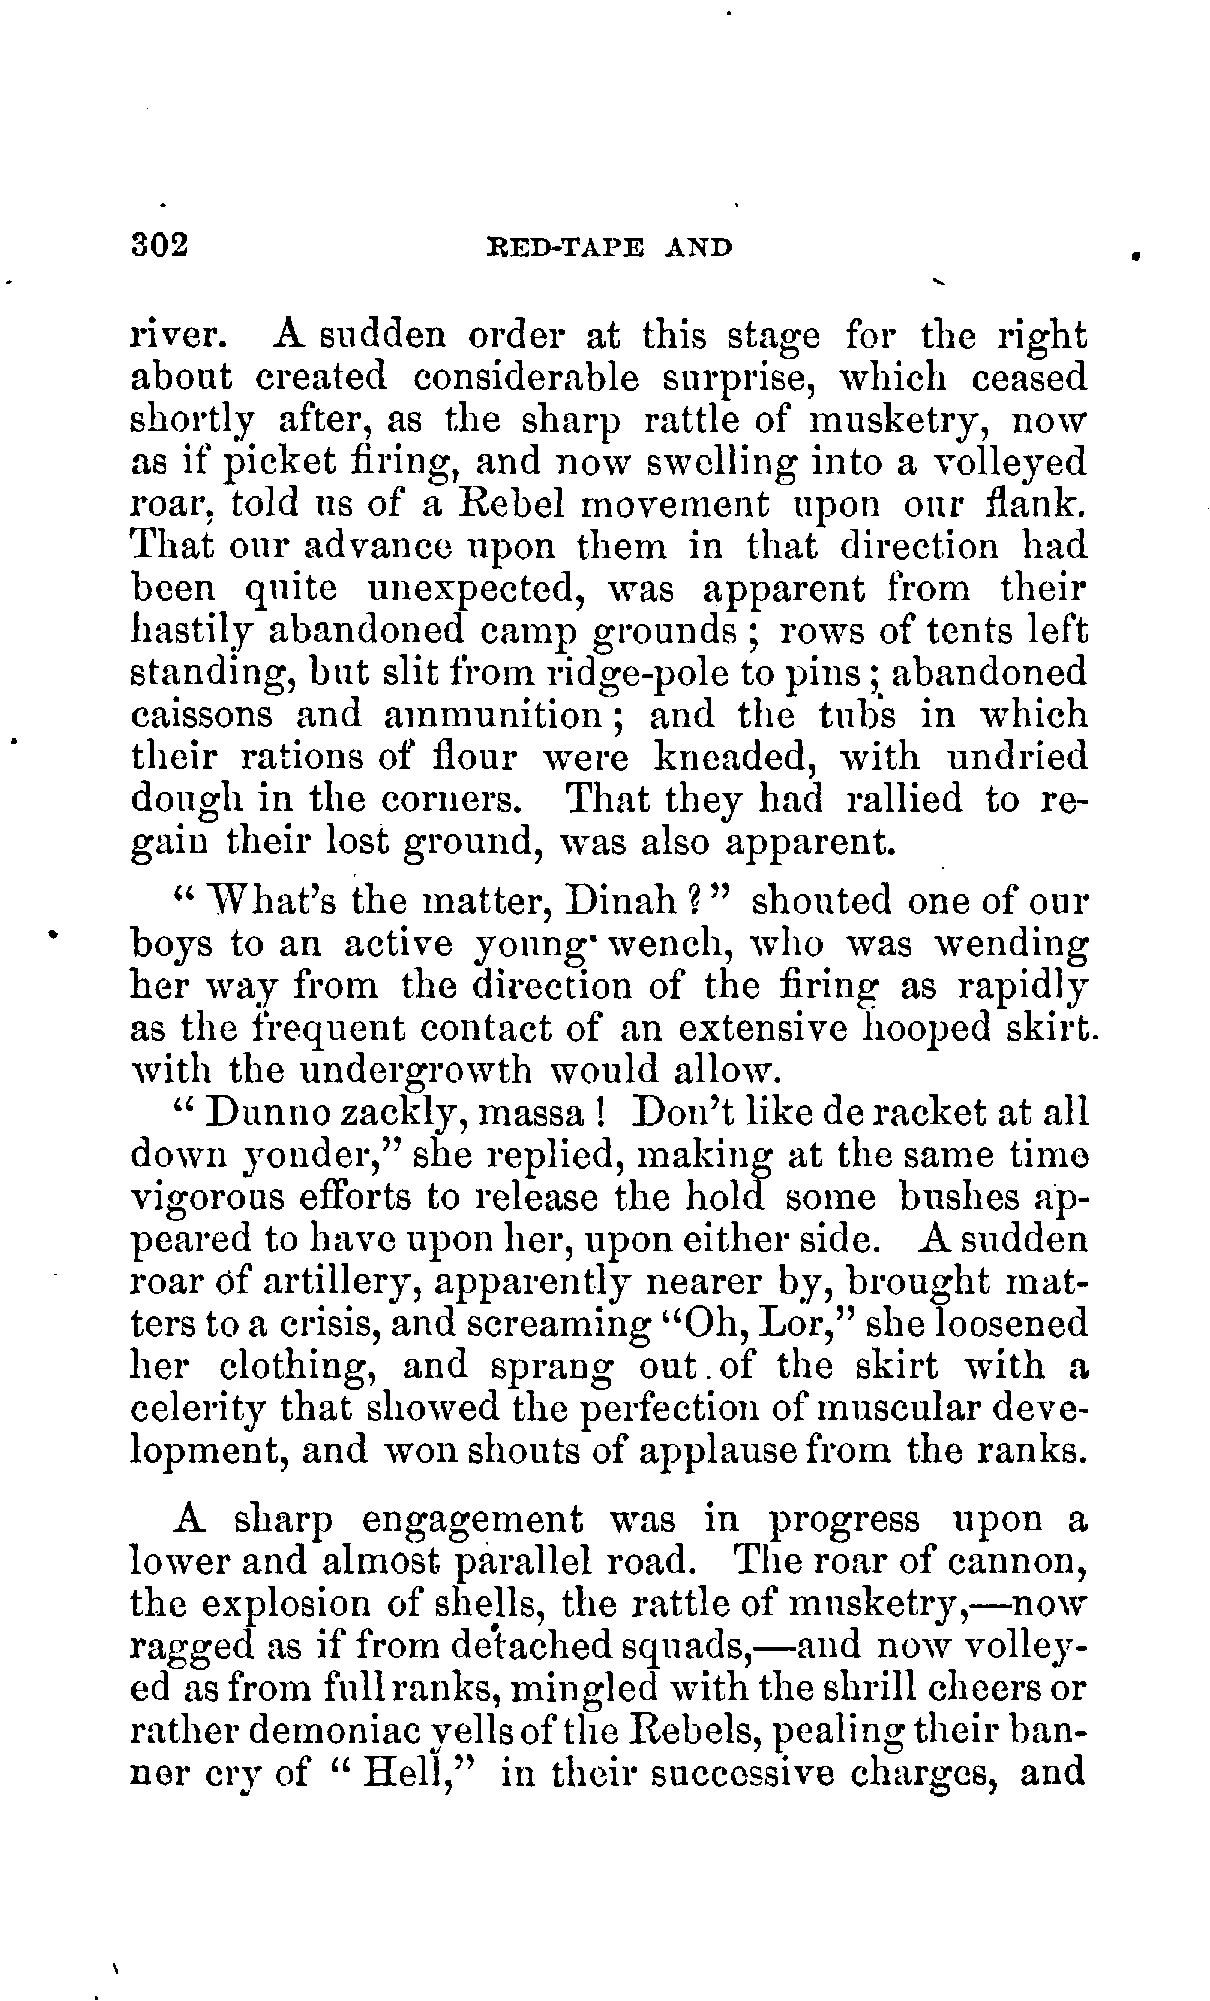 302 RED-TAPE AND
river. A sudden order at this stage for the right
about created considerable surprise, which ceased
shortly after, as the sharp rattle of musketry, now
as if picket firing, and now swelling into a volleyed
roar, told us of a Rebel movement upon our flank.
That our advance upon them in that direction had
been quite unexpected, was apparent from their
hastily abandoned camp grounds ; rows of tents left
standing, but slit from ridge-pole to pins ; abandoned
caissons and ammunition ; and the tubs in which
their rations of flour were kneaded, with undried
dough in the corners. That they had rallied to re-
gain their lost ground, was also apparent.
“ What's the matter, Dinah ? ” shouted one of our
boys to an active young wench, who was wending
her way from the direction of the firing as rapidly
as the frequent contact of an extensive hooped skirt.
with the undergrowth would allow.
“ Dunno zackly, massa ! Don't like de racket at all
down yonder,” she replied, making at the same time
vigorous efforts to release the hold some bushes ap-
peared to have upon her, upon either side. A sudden
roar of artillery, apparently nearer by, brought mat-
ters to a crisis, and screaming “Oh, Lor,” she loosened
her clothing, and sprang out of the skirt with a
celerity that showed the perfection of muscular deve-
lopment, and won shouts of applause from the ranks.
A sharp engagement was in progress upon a
lower and almost parallel road. The roar of cannon,
the explosion of shells, the rattle of musketry,—now
ragged as if from detached squads,—and now volley-
ed as from full ranks, mingled with the shrill cheers or
rather demoniac yells of the Rebels, pealing their ban-
ner cry of “ Hell,” in their successive charges, and